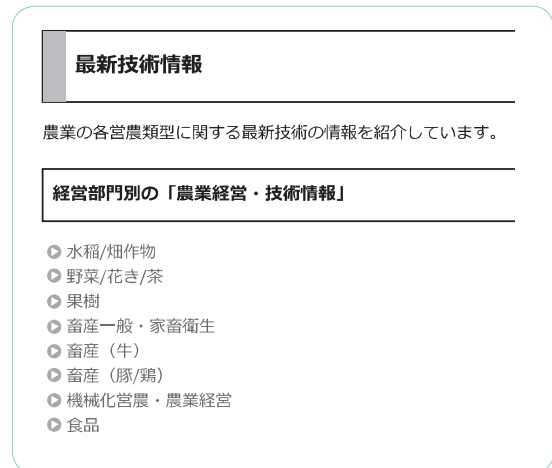 最新技術情報
農業の各営農類型に関する最新技術の情報を紹介しています。
経営部門別の「農業経営・技術情報」
水稲/畑作物
野菜/花き/茶
果樹
畜産一般・家畜衛生
畜産（牛）
畜産（豚/鶏）
機械化営農・農業経営
食品